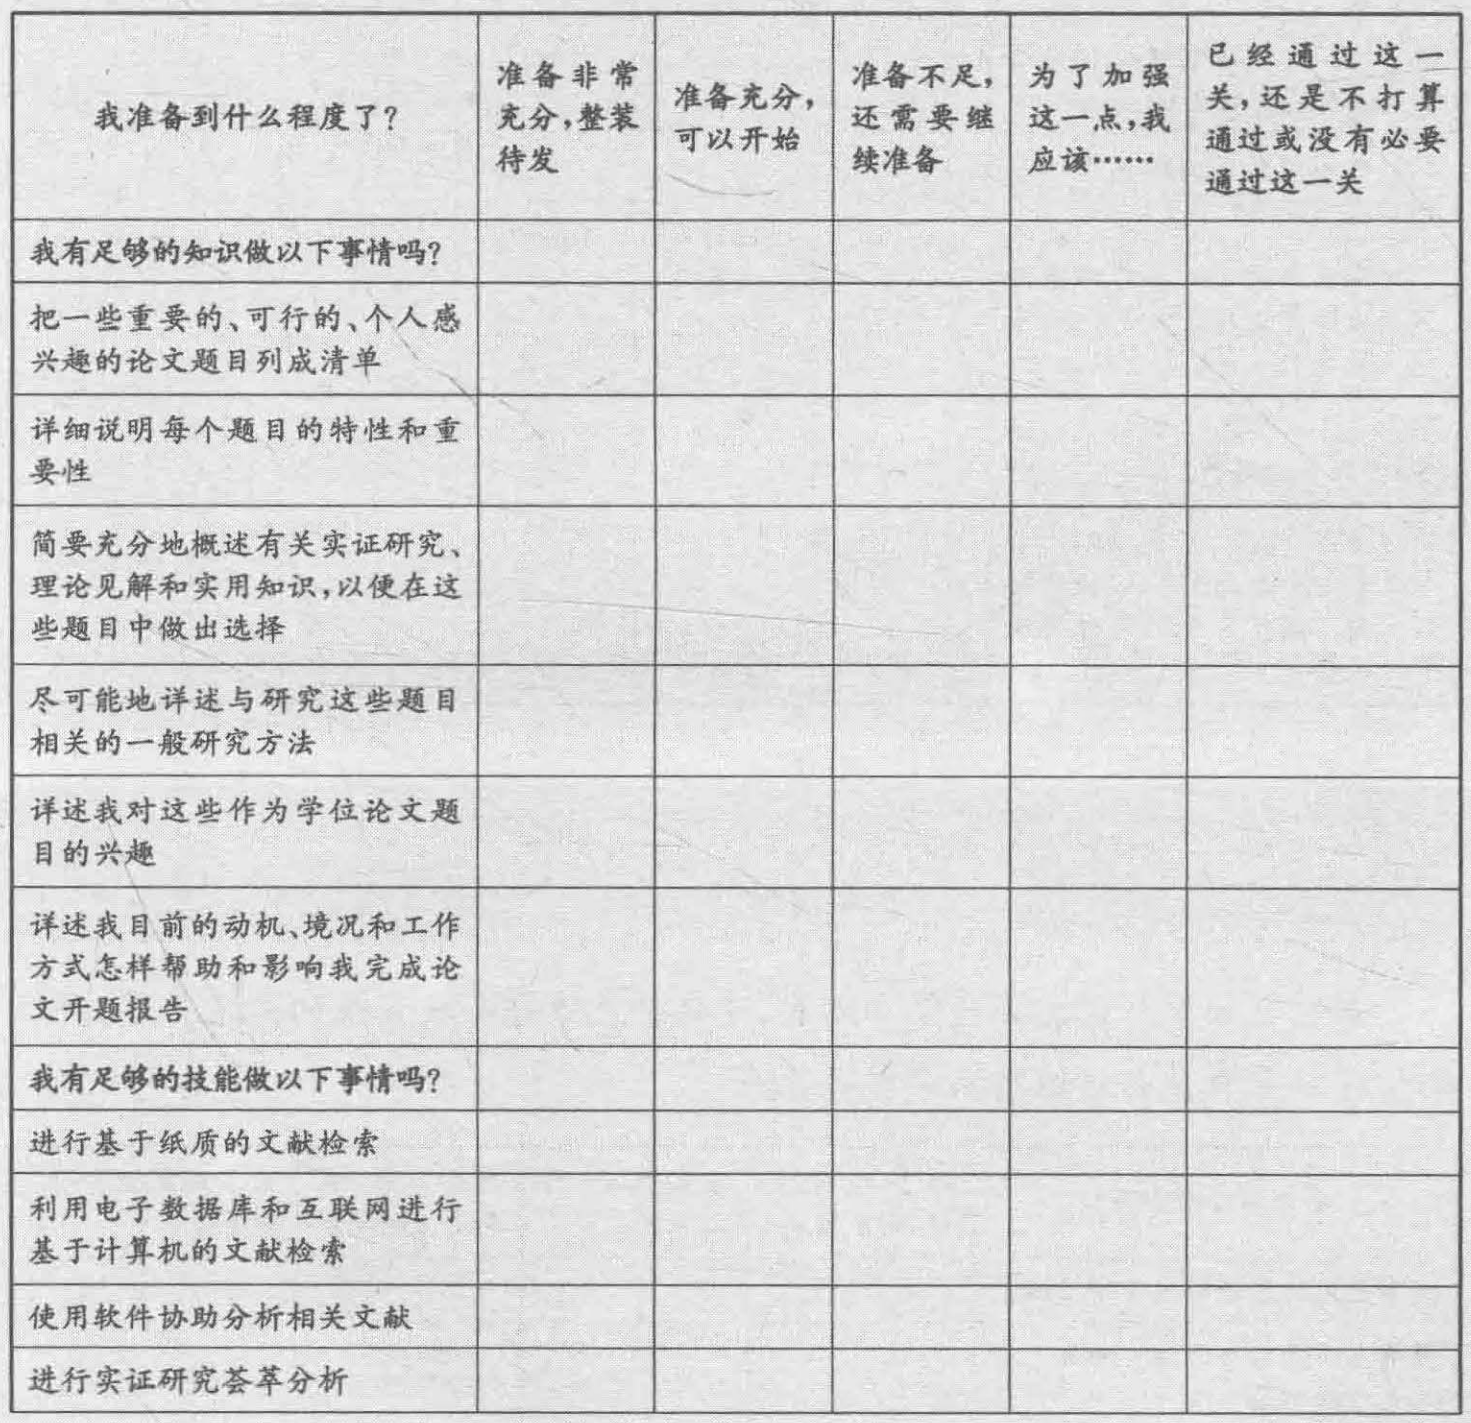 我准备到什么程度了?
准备非常
充分,整装
待发
准备充分,
可以开始
准备不足,
还需要继
续准备
为了加强
这一点,我
应该……
已经通过这一
关,还是不打算
通过或没有必要
通过这一关
我有足够的知识做以下事情吗?
把一些重要的、可行的、个人感
兴趣的论文题目列成清单
详细说明每个题目的特性和重
要性
简要充分地概述有关实证研究、
理论见解和实用知识,以便在这
些题目中做出选择
尽可能地详述与研究这些题目
相关的一般研究方法
详述我对这些作为学位论文题
目的兴趣
详述我目前的动机、境况和工作
方式怎样帮助和影响我完成论
文开题报告
我有足够的技能做以下事情吗?
进行基于纸质的文献检索
利用电子数据库和互联网进行
基于计算机的文献检索
使用软件协助分析相关文献
进行实证研究荟萃分析